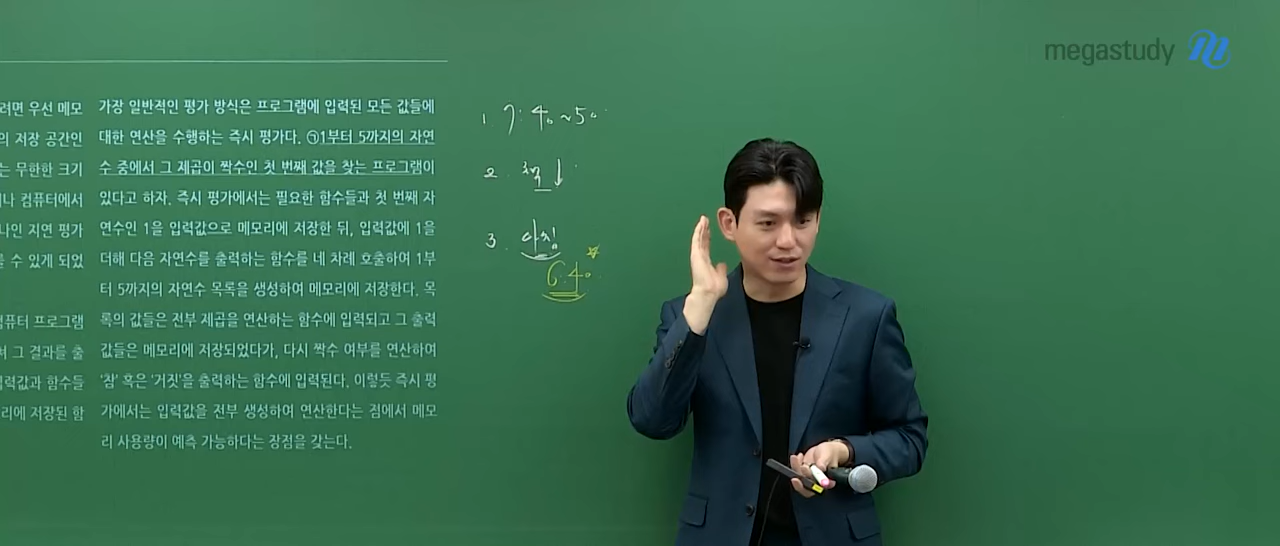 megastudy
려면 우선 메모
의 저장 공간인
는 무한한 크기
나 컴퓨터에서
나인 지연 평가
를 수 있게 되었
컴퓨터 프로그램
쳐 그 결과를 출
력값과 함수들
리에 저장된 함
가장 일반적인 평가 방식은 프로그램에 입력된 모든 값들에
대한 연산을 수행하는 즉시 평가다. ㉠1부터 5까지의 자연
수 중에서 그 제곱이 짝수인 첫 번째 값을 찾는 프로그램이
있다고 하자. 즉시 평가에서는 필요한 함수들과 첫 번째 자
연수인 1을 입력값으로 메모리에 저장한 뒤, 입력값에 1을
더해 다음 자연수를 출력하는 함수를 네 차례 호출하여 1부
터 5까지의 자연수 목록을 생성하여 메모리에 저장한다. 목
록의 값들은 전부 제곱을 연산하는 함수에 입력되고 그 출력
값들은 메모리에 저장되었다가, 다시 짝수 여부를 연산하여
'참' 혹은 '거짓'을 출력하는 함수에 입력된다. 이렇듯 즉시 평
가에서는 입력값을 전부 생성하여 연산한다는 점에서 메모
리 사용량이 예측 가능하다는 장점을 갖는다.
1. 7:40~50
2. 책↓
3. 아침
6:40